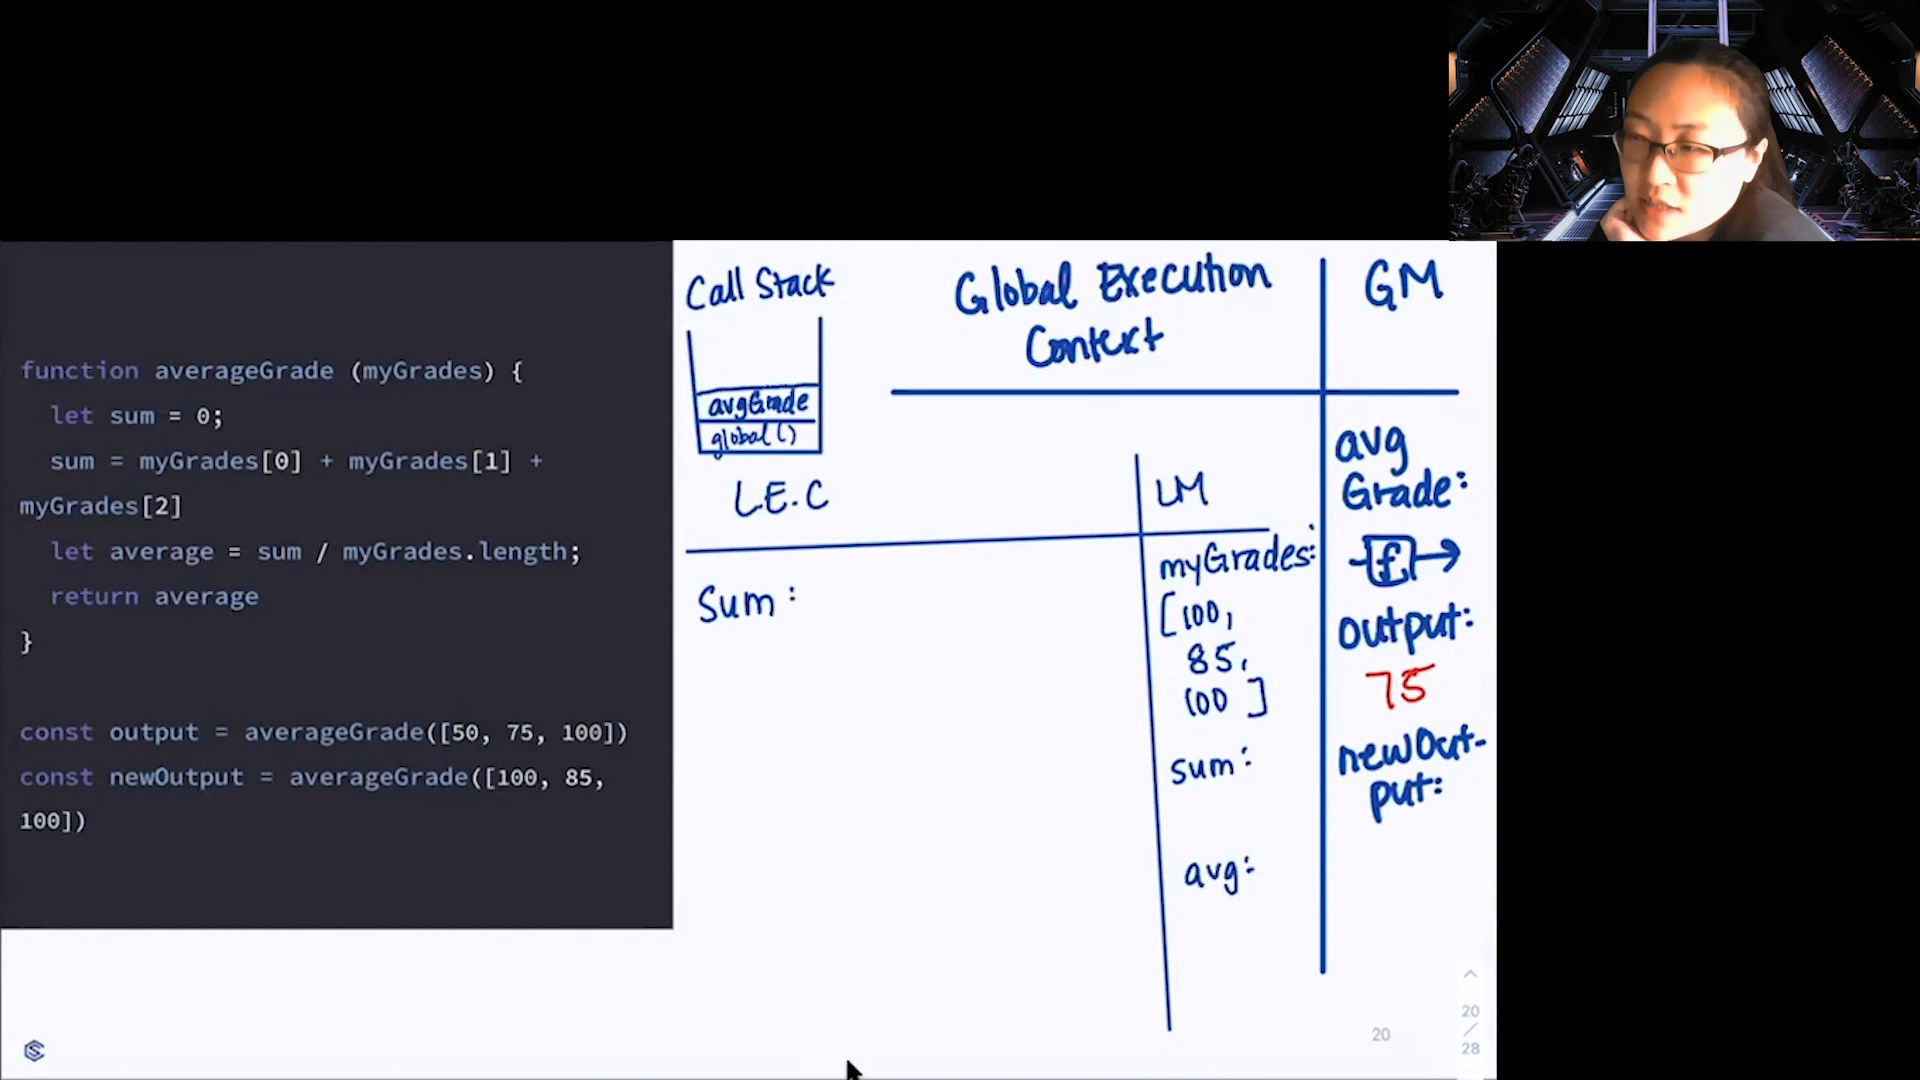 function averageGrade (myGrades) {
let sum = 0;
sum = myGrades[0] + myGrades[1] +
myGrades[2]
let average = sum / myGrades.length;
return average
}
const output = averageGrade([50, 75, 100])
const newOutput = averageGrade([100, 85,
100])
Call Stack
avgGrade
global()
L.E.C
Sum:
Global Execution
Context
LM
myGrades:
[100,
85,
100]
sum:
avg:
GM
avg
Grade:
f
output:
75
newOut-
put:
20
20
/
28